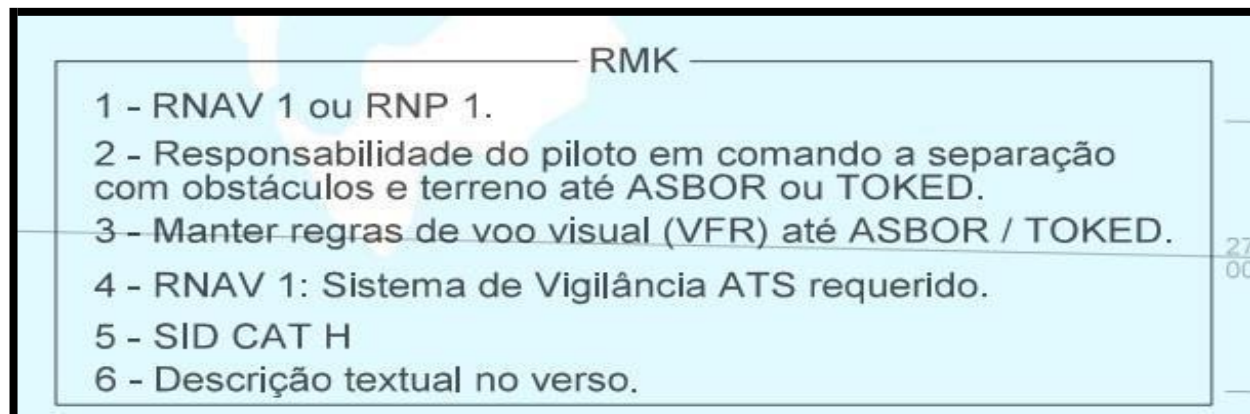 RMK
1 - RNAV 1 ou RNP 1.
2 - Responsabilidade do piloto em comando a separação
com obstáculos e terreno até ASBOR ou TOKED.
3 - Manter regras de voo visual (VFR) até ASBOR / TOKED.
27
00
4 - RNAV 1: Sistema de Vigilância ATS requerido.
5 - SID CAT H
6 - Descrição textual no verso.